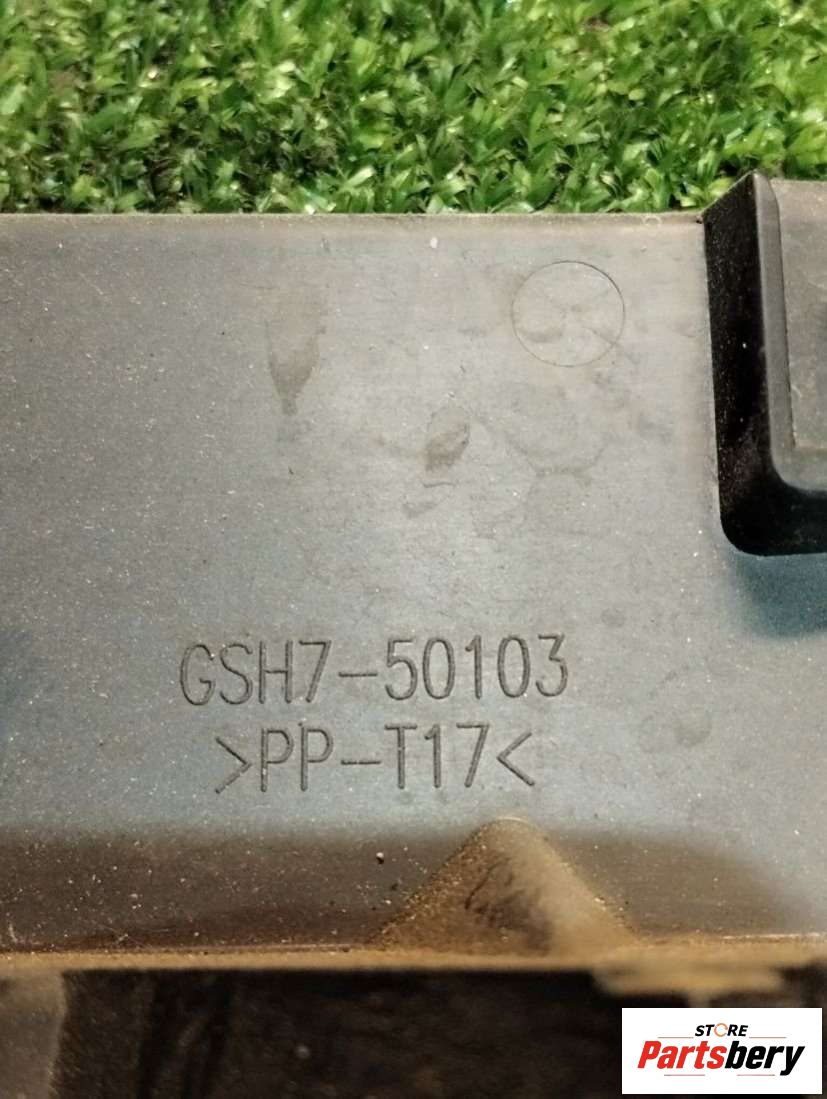 GSH7-50103
>PP-T17<
STORE
Partsbery